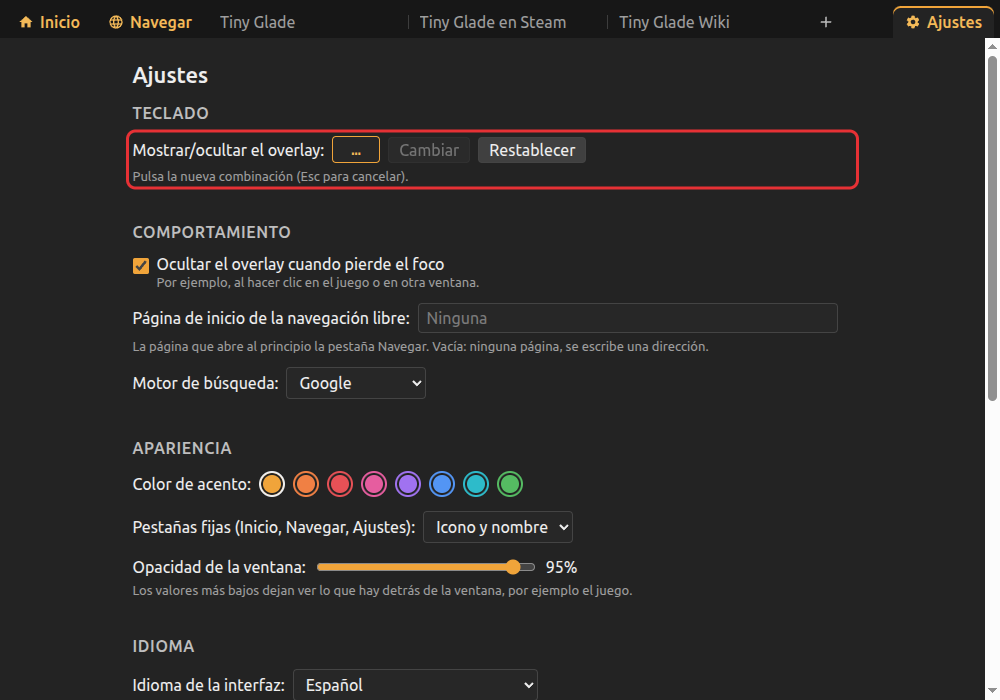 Inicio Navegar Tiny Glade Tiny Glade en Steam Tiny Glade Wiki + Ajustes
Ajustes
TECLADO
Mostrar/ocultar el overlay: ... Cambiar Restablecer
Pulsa la nueva combinación (Esc para cancelar).
COMPORTAMIENTO
Ocultar el overlay cuando pierde el foco
Por ejemplo, al hacer clic en el juego o en otra ventana.
Página de inicio de la navegación libre: Ninguna
La página que abre al principio la pestaña Navegar. Vacía: ninguna página, se escribe una dirección.
Motor de búsqueda: Google
APARIENCIA
Color de acento:
Pestañas fijas (Inicio, Navegar, Ajustes): Icono y nombre
Opacidad de la ventana: 95%
Los valores más bajos dejan ver lo que hay detrás de la ventana, por ejemplo el juego.
IDIOMA
Idioma de la interfaz: Español